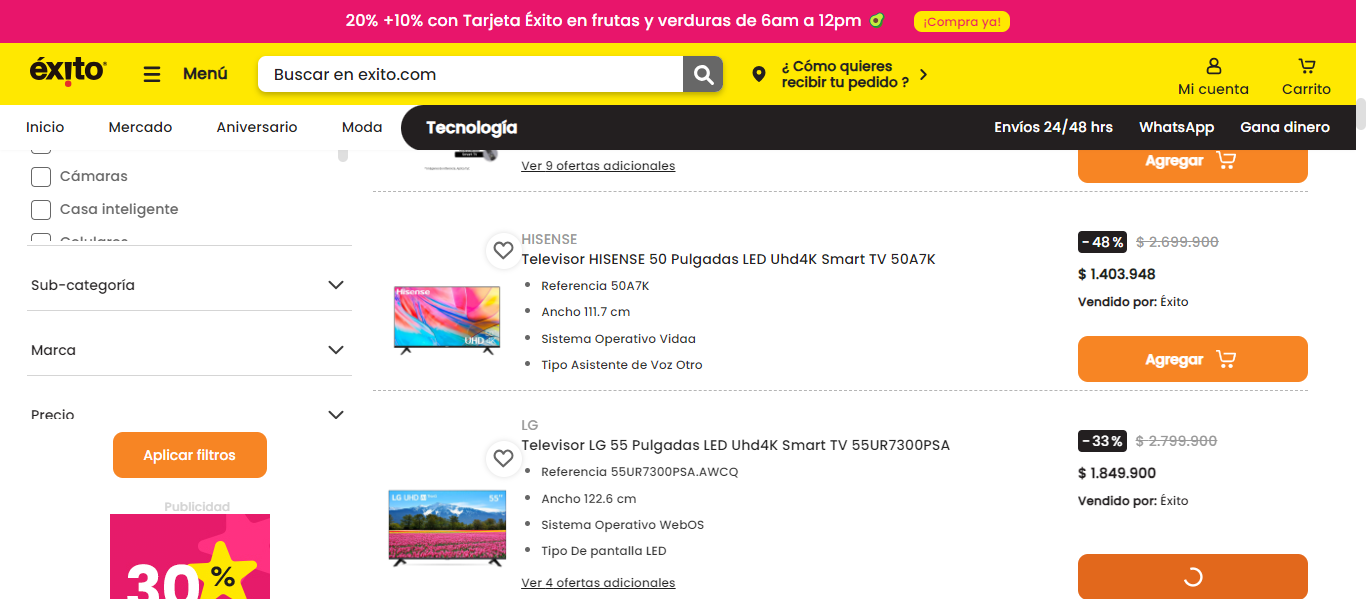 20% +10% con Tarjeta Éxito en frutas y verduras de 6am a 12pm
¡Compra ya!
éxito
Menú
Buscar en exito.com
¿ Cómo quieres
recibir tu pedido ?
Mi cuenta
Carrito
Inicio
Mercado
Aniversario
Moda
Tecnología
Envíos 24/48 hrs
WhatsApp
Gana dinero
Cámaras
Casa inteligente
Celulares
Sub-categoría
Marca
Precio
Aplicar filtros
Publicidad
30%
Ver 9 ofertas adicionales
Agregar
HISENSE
Televisor HISENSE 50 Pulgadas LED Uhd4K Smart TV 50A7K
Referencia 50A7K
Ancho 111.7 cm
Sistema Operativo Vidaa
Tipo Asistente de Voz Otro
Hisense
UHD 4K
- 48 %
$ 2.699.900
$ 1.403.948
Vendido por: Éxito
Agregar
LG
Televisor LG 55 Pulgadas LED Uhd4K Smart TV 55UR7300PSA
Referencia 55UR7300PSA.AWCQ
Ancho 122.6 cm
Sistema Operativo WebOS
Tipo De pantalla LED
Ver 4 ofertas adicionales
LG UHD
55"
- 33 %
$ 2.799.900
$ 1.849.900
Vendido por: Éxito